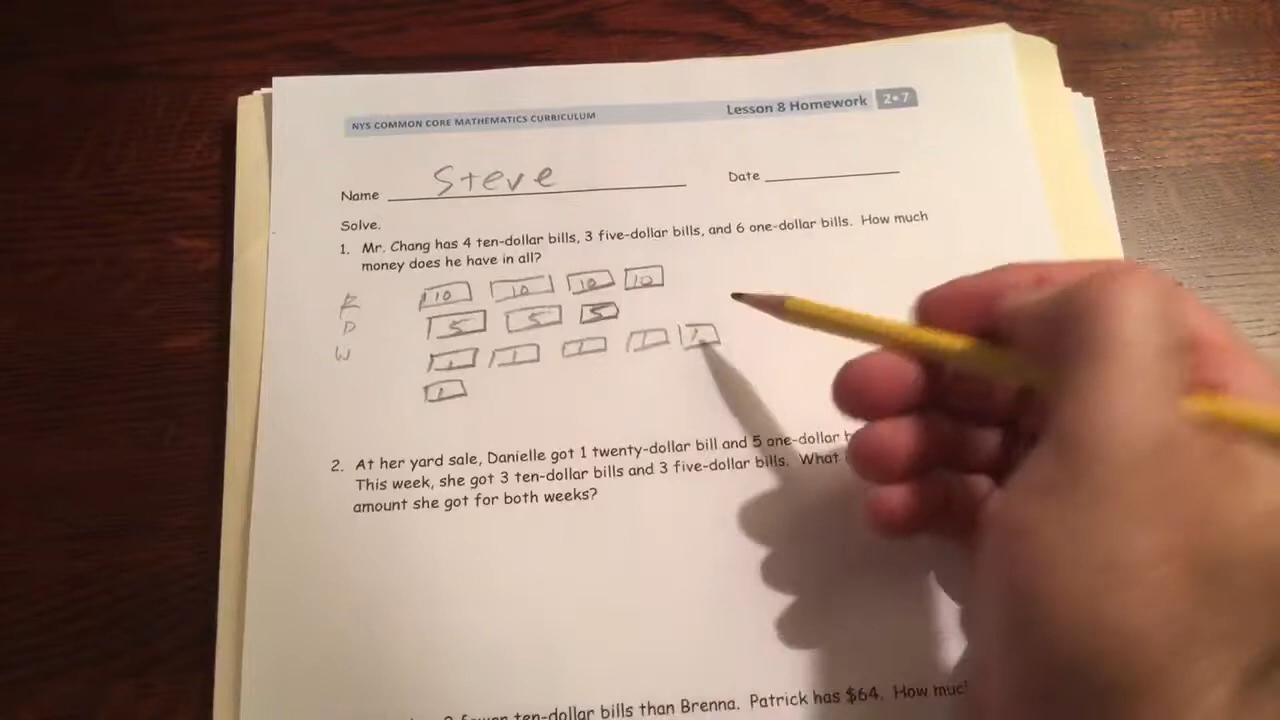 NYS COMMON CORE MATHEMATICS CURRICULUM Lesson 8 Homework 2•7
Name Steve Date
Solve.
1. Mr. Chang has 4 ten-dollar bills, 3 five-dollar bills, and 6 one-dollar bills. How much
money does he have in all?
R 10 10 10 10
D 5 5 5
W 1 1 1 1 1
1
2. At her yard sale, Danielle got 1 twenty-dollar bill and 5 one-dollar
This week, she got 3 ten-dollar bills and 3 five-dollar bills. What
amount she got for both weeks?
ten-dollar bills than Brenna. Patrick has $64. How much